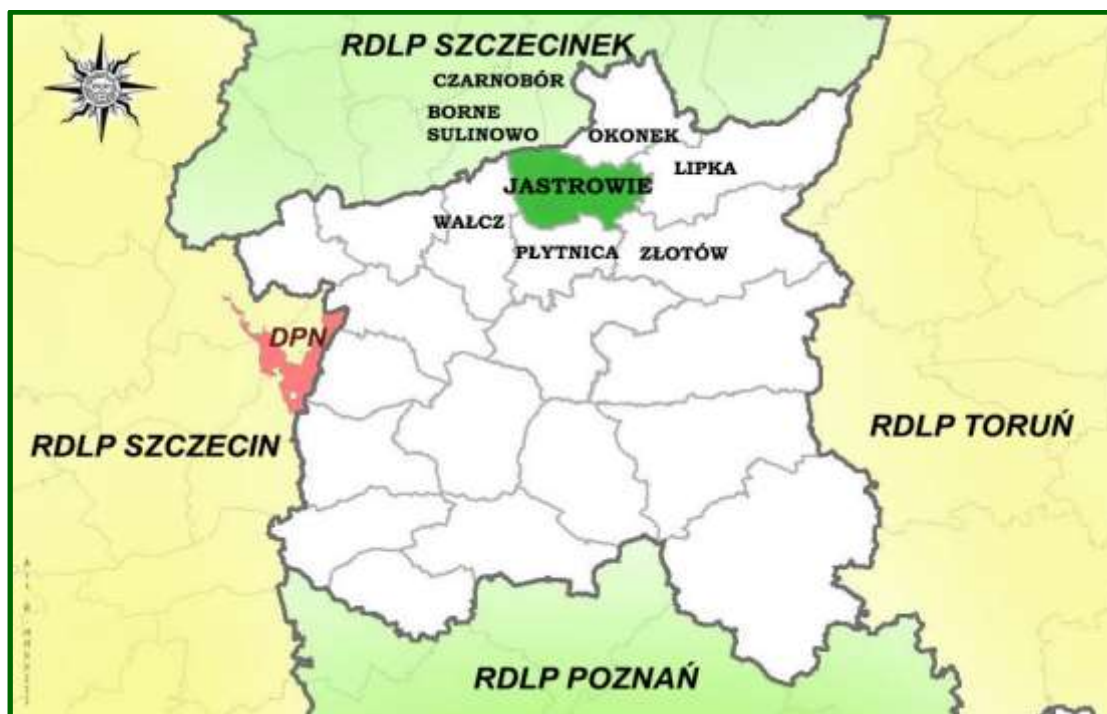 RDLP SZCZECINEK
CZARNOBÓR
BORNE
SULINOWO
OKONEK
LIPKA
JASTROWIE
WAŁCZ
PŁYTNICA
ZŁOTÓW
DPN
RDLP SZCZECIN
RDLP TORUŃ
RDLP POZNAŃ